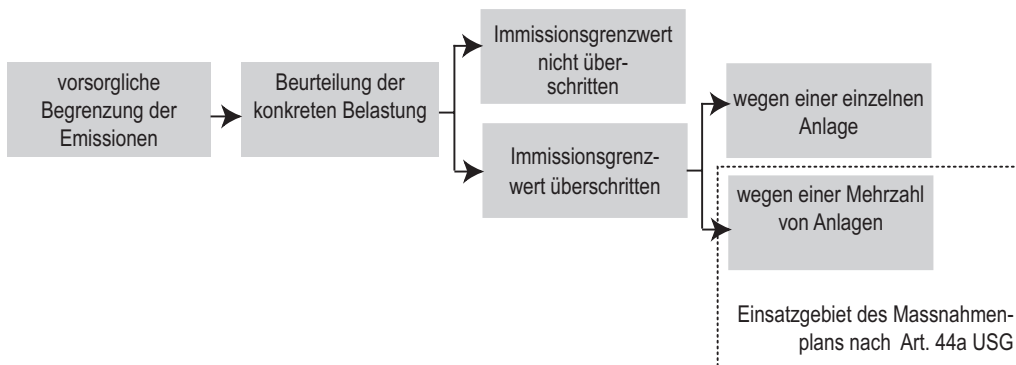 vorsorgliche
Begrenzung der
Emissionen
Beurteilung der
konkreten Belastung
Immissionsgrenzwert
nicht über-
schritten
Immissionsgrenz-
wert überschritten
wegen einer einzelnen
Anlage
wegen einer Mehrzahl
von Anlagen
Einsatzgebiet des Massnahmen-
plans nach Art. 44a USG